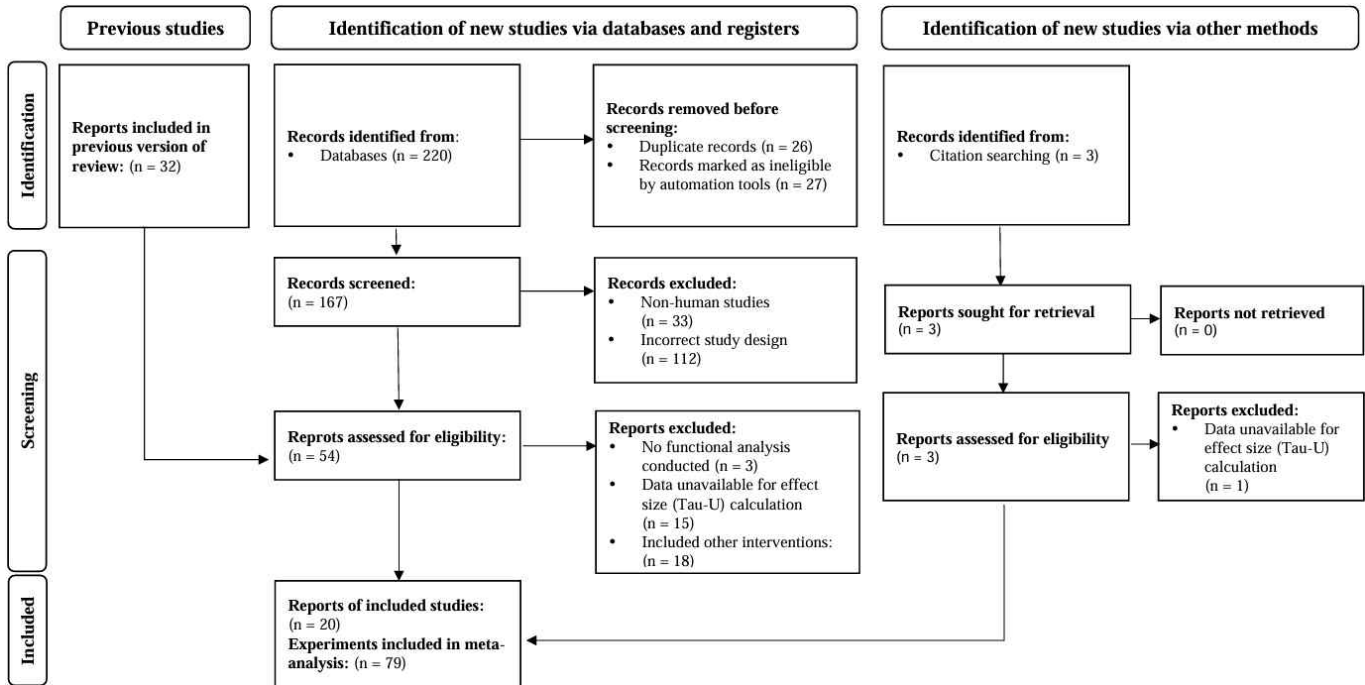 Previous studies
Identification of new studies via databases and registers
Identification of new studies via other methods
Identification
Reports included in
previous version of
review: (n = 32)
Records identified from:
• Databases (n = 220)
Records removed before
screening:
• Duplicate records (n = 26)
• Records marked as ineligible
by automation tools (n = 27)
Records identified from:
• Citation searching (n = 3)
Screening
Records screened:
(n = 167)
Records excluded:
• Non-human studies
(n = 33)
• Incorrect study design
(n = 112)
Reports sought for retrieval
(n = 3)
Reports not retrieved
(n = 0)
Reprots assessed for eligibility:
(n = 54)
Reports excluded:
• No functional analysis
conducted (n = 3)
• Data unavailable for effect
size (Tau-U) calculation
(n = 15)
• Included other interventions:
(n = 18)
Reports assessed for eligibility
(n = 3)
Reports excluded:
• Data unavailable for
effect size (Tau-U)
calculation
(n = 1)
Included
Reports of included studies:
(n = 20)
Experiments included in meta-
analysis: (n = 79)